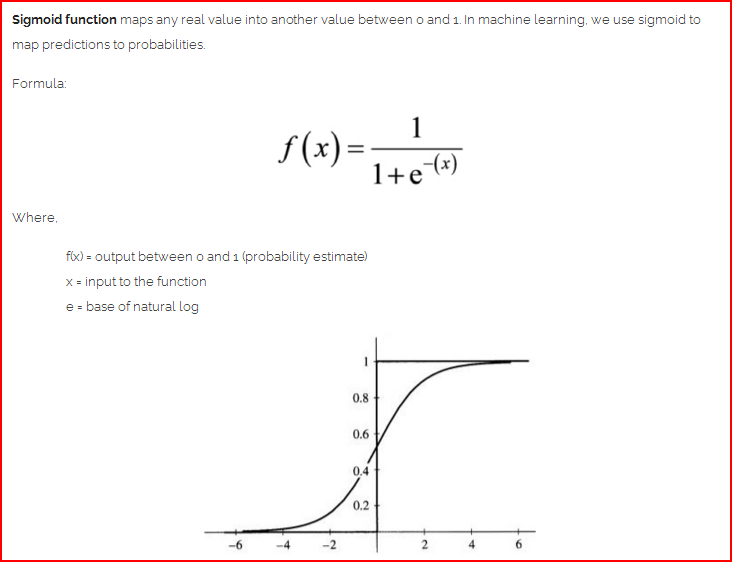 Sigmoid function maps any real value into another value between 0 and 1. In machine learning, we use sigmoid to
map predictions to probabilities.
Formula:
f(x) = 1 / 1+e^-(x)
Where,
f(x) = output between 0 and 1 (probability estimate)
x = input to the function
e = base of natural log
1
0.8
0.6
0.4
0.2
-6 -4 -2 2 4 6